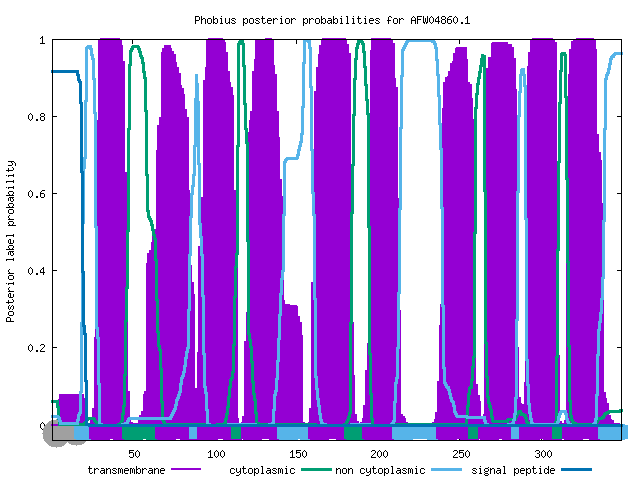 Phobius posterior probabilities for AFW04860.1
Posterior label probability
1
0.8
0.6
0.4
0.2
0
50
100
150
200
250
300
transmembrane
cytoplasmic
non cytoplasmic
signal peptide